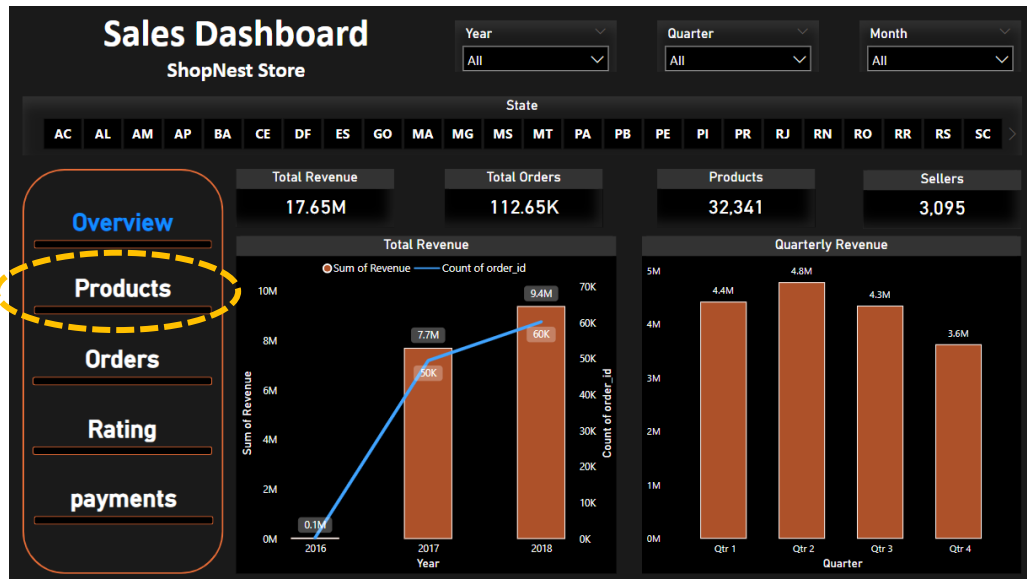 Sales Dashboard
ShopNest Store
Year
All
Quarter
All
Month
All
State
AC AL AM AP BA CE DF ES GO MA MG MS MT PA PB PE PI PR RJ RN RO RR RS SC
Overview
Products
Orders
Rating
payments
Total Revenue
17.65M
Total Orders
112.65K
Products
32,341
Sellers
3,095
Total Revenue
Sum of Revenue Count of order_id
Sum of Revenue
10M
8M
6M
4M
2M
0M
0.1M
7.7M
9.4M
50K
60K
70K
60K
50K
40K
30K
20K
10K
0K
Count of order_id
2016 2017 2018
Year
Quarterly Revenue
5M
4M
3M
2M
1M
0M
4.4M
4.8M
4.3M
3.6M
Qtr 1 Qtr 2 Qtr 3 Qtr 4
Quarter